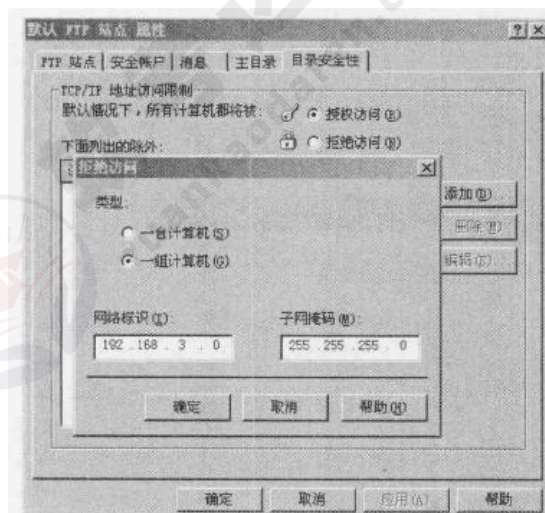 默认 FTP 站点 属性
FTP 站点 安全帐户 消息 主目录 目录安全性
TCP/IP 地址访问限制
默认情况下，所有计算机都将被: 授权访问(E)
下面列出的除外: 拒绝访问(N)
拒绝访问
类型:
一台计算机(S)
一组计算机(G)
网络标识(I): 子网掩码(M):
192 .168 . 3 . 0 255 .255 .255 . 0
确定 取消 帮助(H)
添加(D)
删除
编辑
确定 取消 应用(A) 帮助